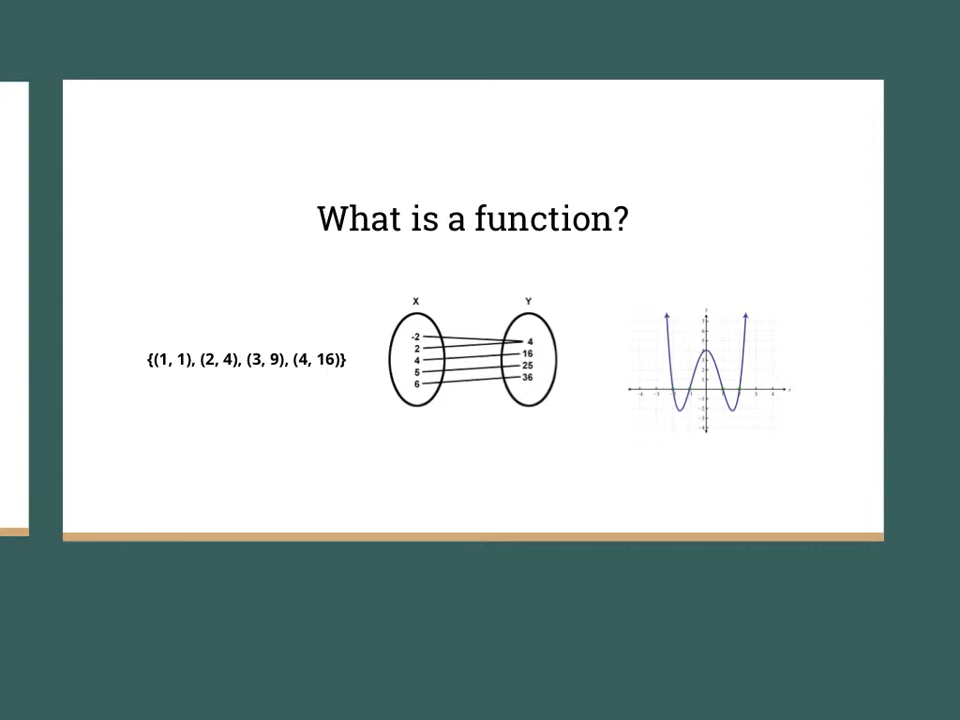 What is a function?
{(1, 1), (2, 4), (3, 9), (4, 16)}
X
Y
-2
2
4
5
6
4
16
25
36